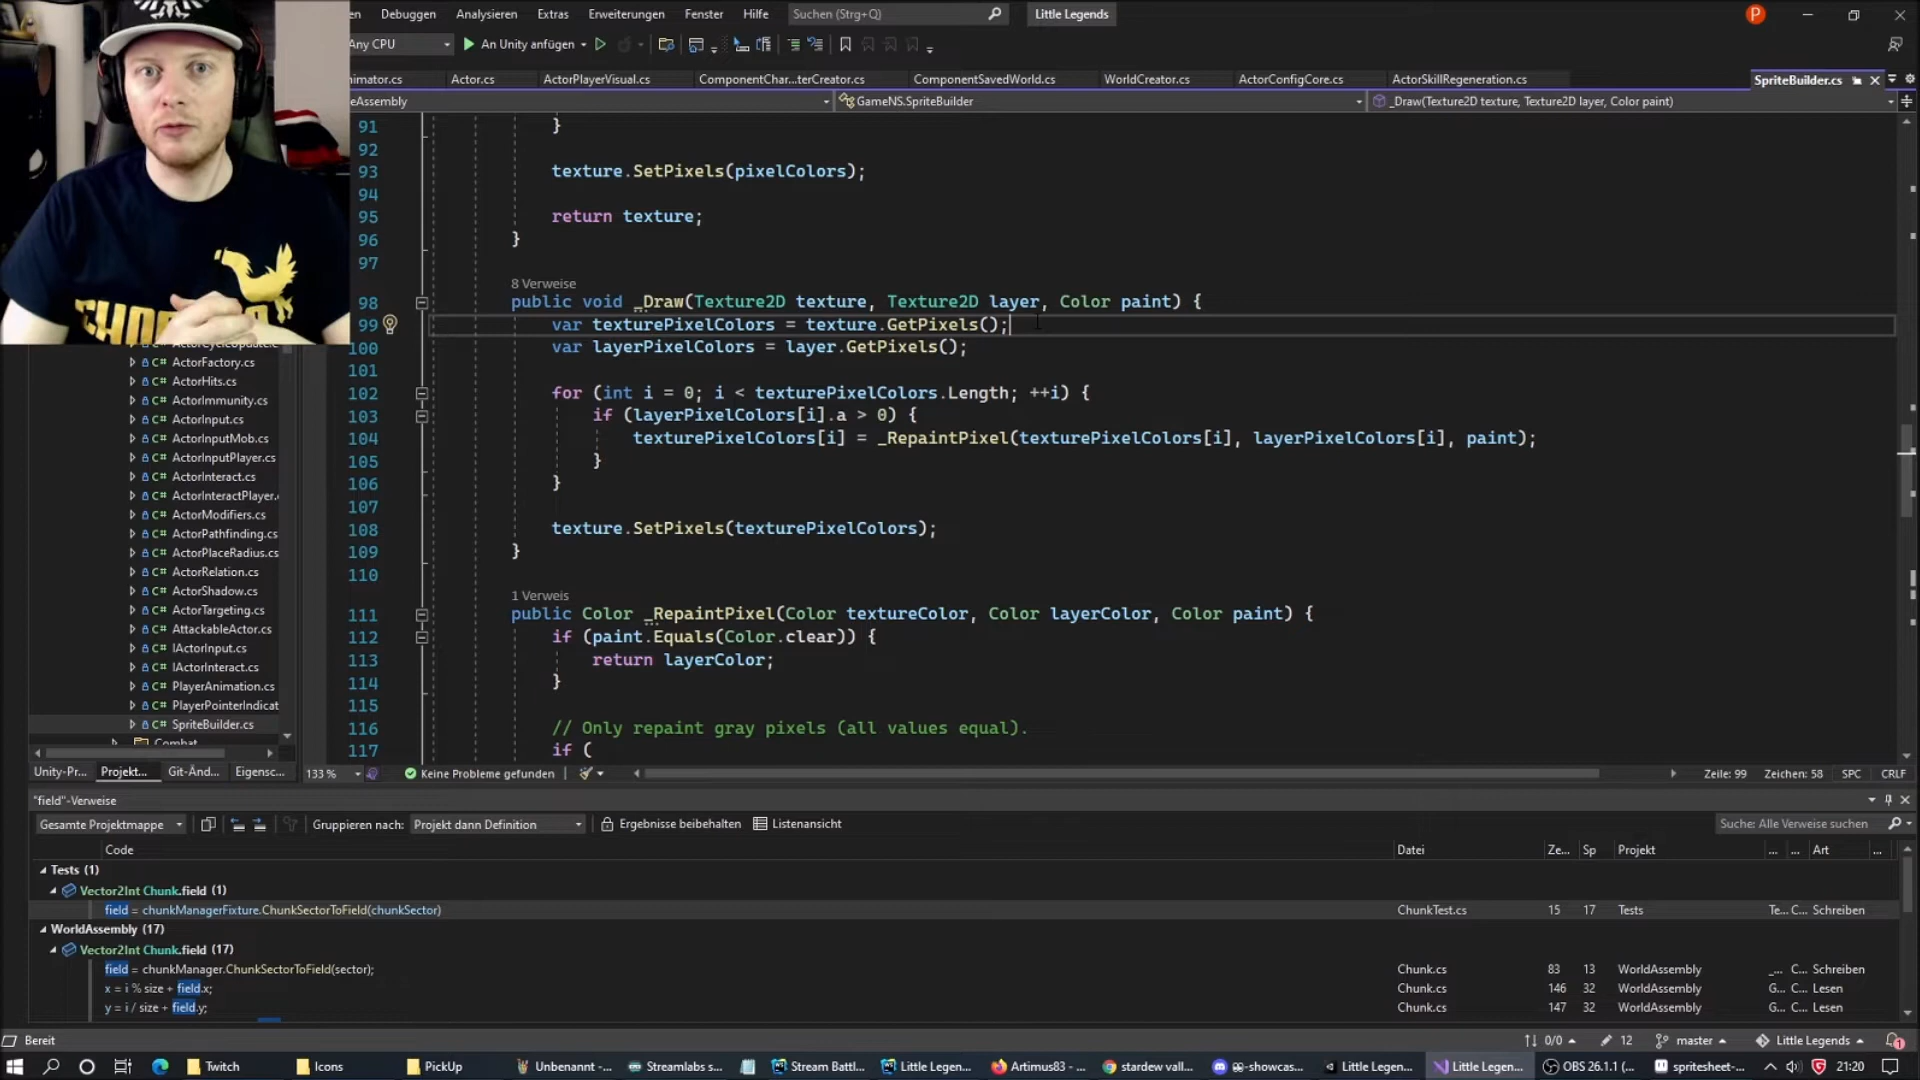 en Debuggen Analysieren Extras Erweiterungen Fenster Hilfe Suchen (Strg+Q) Little Legends P
Any CPU An Unity anfügen
nimator.cs Actor.cs ActorPlayerVisual.cs ComponentChar...terCreator.cs ComponentSavedWorld.cs WorldCreator.cs ActorConfigCore.cs ActorSkillRegeneration.cs SpriteBuilder.cs
eAssembly GameNS.SpriteBuilder _Draw(Texture2D texture, Texture2D layer, Color paint)
91 }
92
93 texture.SetPixels(pixelColors);
94
95 return texture;
96 }
97
8 Verweise
98 public void _Draw(Texture2D texture, Texture2D layer, Color paint) {
99 var texturePixelColors = texture.GetPixels();
100 var layerPixelColors = layer.GetPixels();
101
102 for (int i = 0; i < texturePixelColors.Length; ++i) {
103 if (layerPixelColors[i].a > 0) {
104 texturePixelColors[i] = _RepaintPixel(texturePixelColors[i], layerPixelColors[i], paint);
105 }
106 }
107
108 texture.SetPixels(texturePixelColors);
109 }
110
1 Verweis
111 public Color _RepaintPixel(Color textureColor, Color layerColor, Color paint) {
112 if (paint.Equals(Color.clear)) {
113 return layerColor;
114 }
115
116 // Only repaint gray pixels (all values equal).
117 if (
C# ActorFactory.cs
C# ActorHits.cs
C# ActorImmunity.cs
C# ActorInput.cs
C# ActorInputMob.cs
C# ActorInputPlayer.cs
C# ActorInteract.cs
C# ActorInteractPlayer.
C# ActorModifiers.cs
C# ActorPathfinding.cs
C# ActorPlaceRadius.cs
C# ActorRelation.cs
C# ActorShadow.cs
C# ActorTargeting.cs
C# AttackableActor.cs
C# IActorInput.cs
C# IActorInteract.cs
C# PlayerAnimation.cs
C# PlayerPointerIndicat
C# SpriteBuilder.cs
Combat
Unity-Pr... Projekt... Git-Änd... Eigensc... 133 % Keine Probleme gefunden Zeile: 99 Zeichen: 58 SPC CRLF
"field"-Verweise
Gesamte Projektmappe Gruppieren nach: Projekt dann Definition Ergebnisse beibehalten Listenansicht Suche: Alle Verweise suchen
Code Datei Ze... Sp Projekt ... ... Art ...
Tests (1)
Vector2Int Chunk.field (1)
field = chunkManagerFixture.ChunkSectorToField(chunkSector) ChunkTest.cs 15 17 Tests Te... C... Schreiben
WorldAssembly (17)
Vector2Int Chunk.field (17)
field = chunkManager.ChunkSectorToField(sector); Chunk.cs 83 13 WorldAssembly _... C... Schreiben
x = i % size + field.x; Chunk.cs 146 32 WorldAssembly G... C... Lesen
y = i / size + field.y; Chunk.cs 147 32 WorldAssembly G... C... Lesen
Bereit 0/0 12 master Little Legends 1
Twitch Icons PickUp Unbenannt -... Streamlabs s... Stream Battl... Little Legen... Artimus83 - ... stardew vall... -showcas... Little Legen... Little Legen... OBS 26.1.1 (... spritesheet-... 21:20